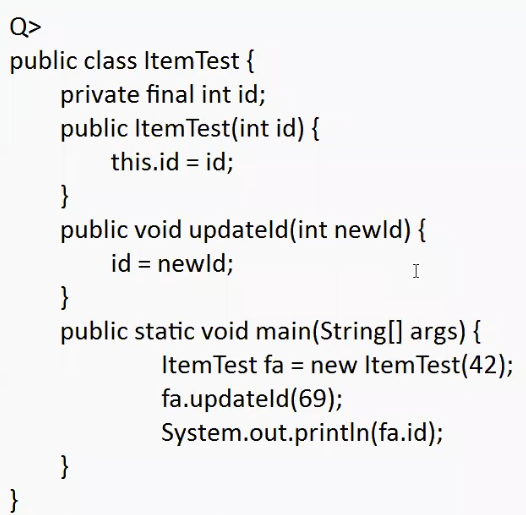 Q>
public class ItemTest {
private final int id;
public ItemTest(int id) {
this.id = id;
}
public void updateId(int newId) {
id = newId;
}
public static void main(String[] args) {
ItemTest fa = new ItemTest(42);
fa.updateId(69);
System.out.println(fa.id);
}
}